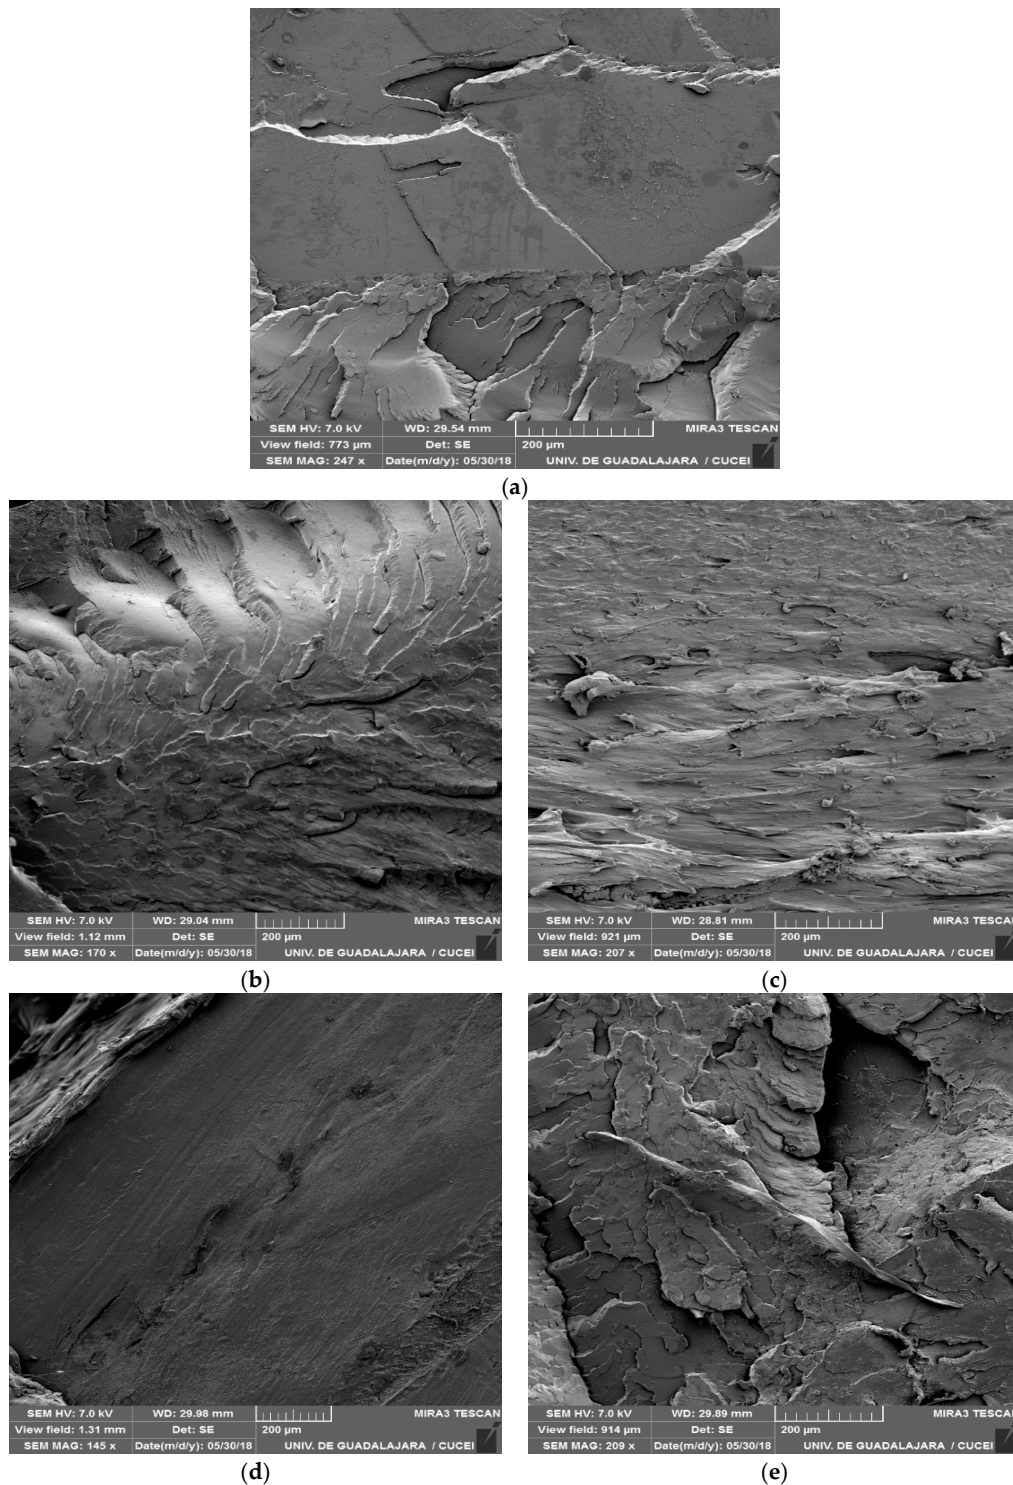 SEM HV: 7.0 kV WD: 29.54 mm MIRA3 TESCAN
View field: 773 µm Det: SE 200 µm
SEM MAG: 247 x Date(m/d/y): 05/30/18 UNIV. DE GUADALAJARA / CUCEI
(a)
SEM HV: 7.0 kV WD: 29.04 mm MIRA3 TESCAN
View field: 1.12 mm Det: SE 200 µm
SEM MAG: 170 x Date(m/d/y): 05/30/18 UNIV. DE GUADALAJARA / CUCEI
(b)
SEM HV: 7.0 kV WD: 28.81 mm MIRA3 TESCAN
View field: 921 µm Det: SE 200 µm
SEM MAG: 207 x Date(m/d/y): 05/30/18 UNIV. DE GUADALAJARA / CUCEI
(c)
SEM HV: 7.0 kV WD: 29.98 mm MIRA3 TESCAN
View field: 1.31 mm Det: SE 200 µm
SEM MAG: 145 x Date(m/d/y): 05/30/18 UNIV. DE GUADALAJARA / CUCEI
(d)
SEM HV: 7.0 kV WD: 29.89 mm MIRA3 TESCAN
View field: 914 µm Det: SE 200 µm
SEM MAG: 209 x Date(m/d/y): 05/30/18 UNIV. DE GUADALAJARA / CUCEI
(e)